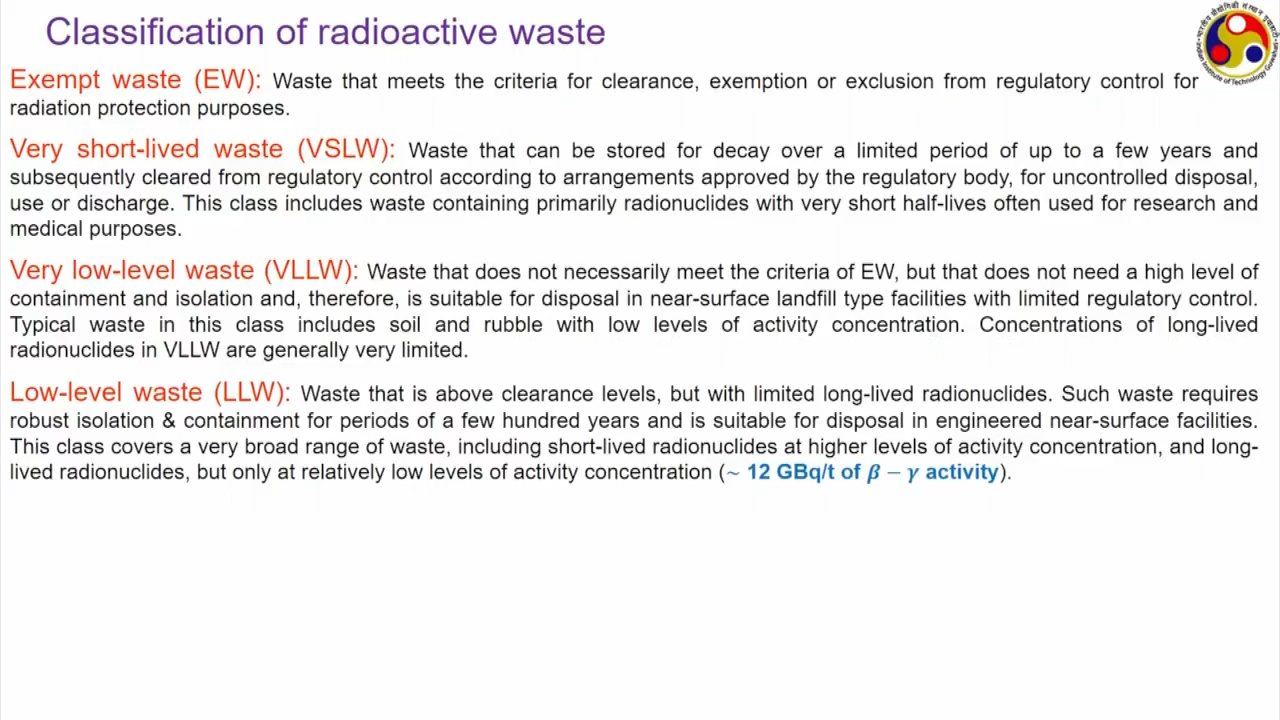 Classification of radioactive waste
Exempt waste (EW): Waste that meets the criteria for clearance, exemption or exclusion from regulatory control for
radiation protection purposes.
Very short-lived waste (VSLW): Waste that can be stored for decay over a limited period of up to a few years and
subsequently cleared from regulatory control according to arrangements approved by the regulatory body, for uncontrolled disposal,
use or discharge. This class includes waste containing primarily radionuclides with very short half-lives often used for research and
medical purposes.
Very low-level waste (VLLW): Waste that does not necessarily meet the criteria of EW, but that does not need a high level of
containment and isolation and, therefore, is suitable for disposal in near-surface landfill type facilities with limited regulatory control.
Typical waste in this class includes soil and rubble with low levels of activity concentration. Concentrations of long-lived
radionuclides in VLLW are generally very limited.
Low-level waste (LLW): Waste that is above clearance levels, but with limited long-lived radionuclides. Such waste requires
robust isolation & containment for periods of a few hundred years and is suitable for disposal in engineered near-surface facilities.
This class covers a very broad range of waste, including short-lived radionuclides at higher levels of activity concentration, and long-
lived radionuclides, but only at relatively low levels of activity concentration (~ 12 GBq/t of β − γ activity).
Indian Institute of Technology Guwahati